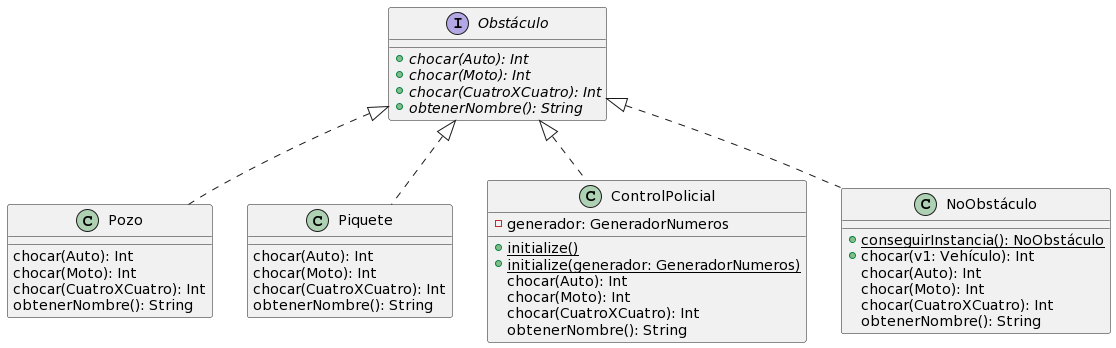 I Obstáculo
chocar(Auto): Int
chocar(Moto): Int
chocar(CuatroXCuatro): Int
obtenerNombre(): String
C Pozo
chocar(Auto): Int
chocar(Moto): Int
chocar(CuatroXCuatro): Int
obtenerNombre(): String
C Piquete
chocar(Auto): Int
chocar(Moto): Int
chocar(CuatroXCuatro): Int
obtenerNombre(): String
C ControlPolicial
generador: GeneradorNumeros
initialize()
initialize(generador: GeneradorNumeros)
chocar(Auto): Int
chocar(Moto): Int
chocar(CuatroXCuatro): Int
obtenerNombre(): String
C NoObstáculo
conseguirInstancia(): NoObstáculo
chocar(v1: Vehículo): Int
chocar(Auto): Int
chocar(Moto): Int
chocar(CuatroXCuatro): Int
obtenerNombre(): String